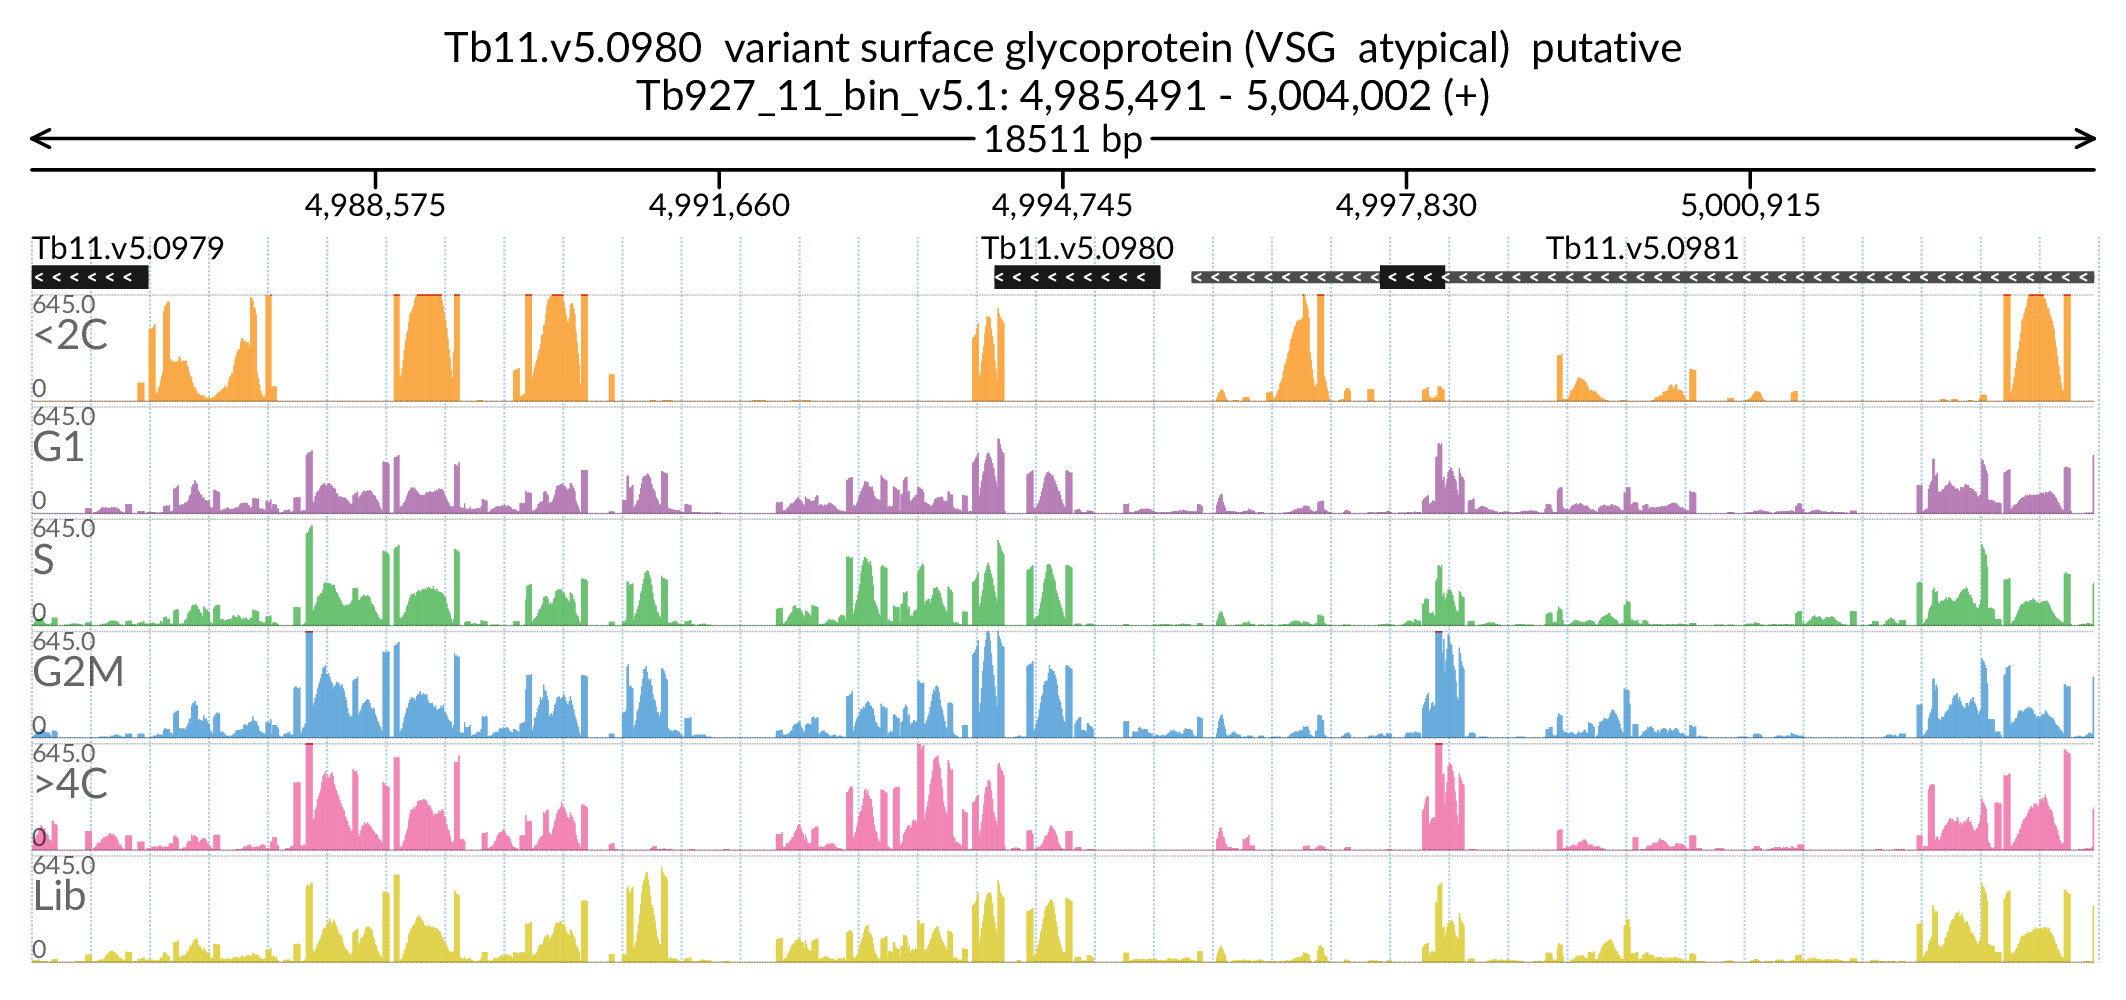 Tb11.v5.0980 variant surface glycoprotein (VSG atypical) putative
Tb927_11_bin_v5.1: 4,985,491 - 5,004,002 (+)
18511 bp
4,988,575 4,991,660 4,994,745 4,997,830 5,000,915
Tb11.v5.0979 Tb11.v5.0980 Tb11.v5.0981
645.0
<2C
0
645.0
G1
0
645.0
S
0
645.0
G2M
0
645.0
>4C
0
645.0
Lib
0